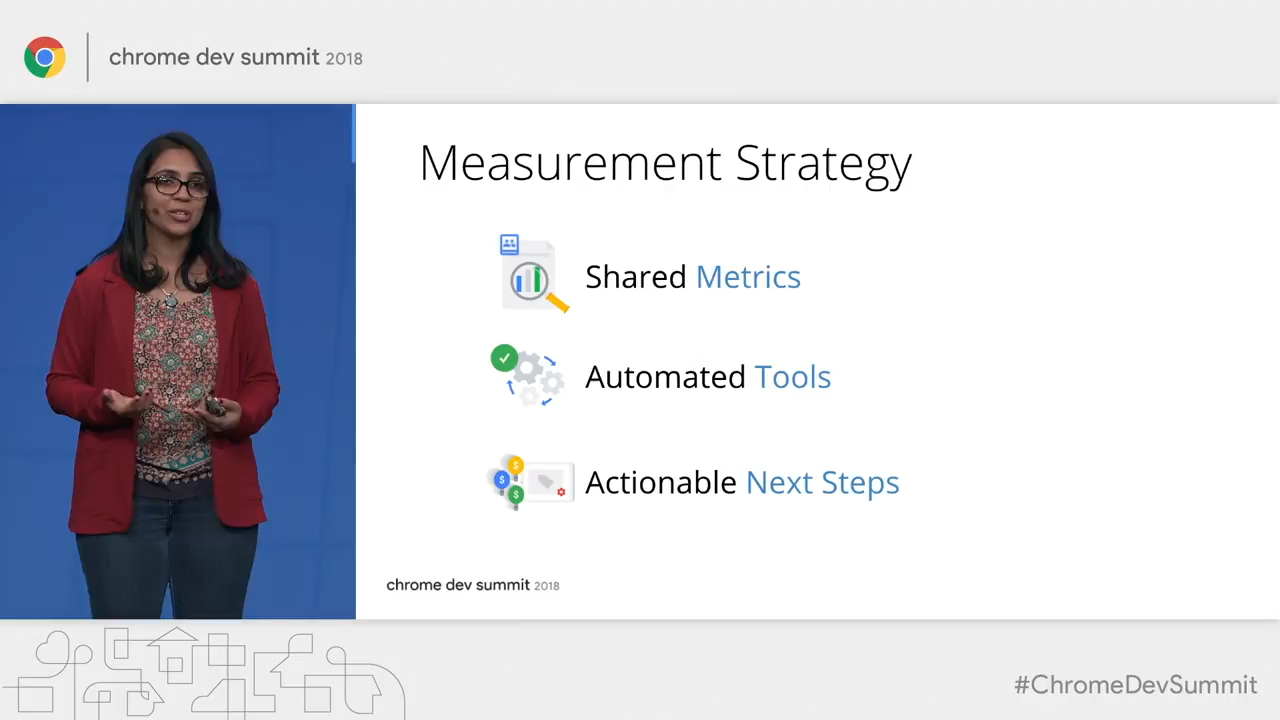 chrome dev summit 2018
Measurement Strategy
Shared Metrics
Automated Tools
Actionable Next Steps
chrome dev summit 2018
#ChromeDevSummit